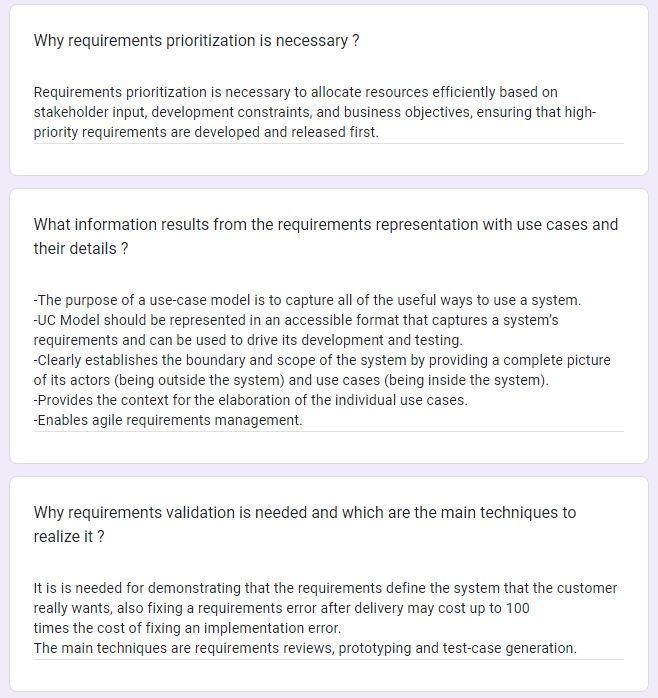 Why requirements prioritization is necessary ?
Requirements prioritization is necessary to allocate resources efficiently based on
stakeholder input, development constraints, and business objectives, ensuring that high-
priority requirements are developed and released first.
What information results from the requirements representation with use cases and
their details ?
-The purpose of a use-case model is to capture all of the useful ways to use a system.
-UC Model should be represented in an accessible format that captures a system's
requirements and can be used to drive its development and testing.
-Clearly establishes the boundary and scope of the system by providing a complete picture
of its actors (being outside the system) and use cases (being inside the system).
-Provides the context for the elaboration of the individual use cases.
-Enables agile requirements management.
Why requirements validation is needed and which are the main techniques to
realize it ?
It is is needed for demonstrating that the requirements define the system that the customer
really wants, also fixing a requirements error after delivery may cost up to 100
times the cost of fixing an implementation error.
The main techniques are requirements reviews, prototyping and test-case generation.